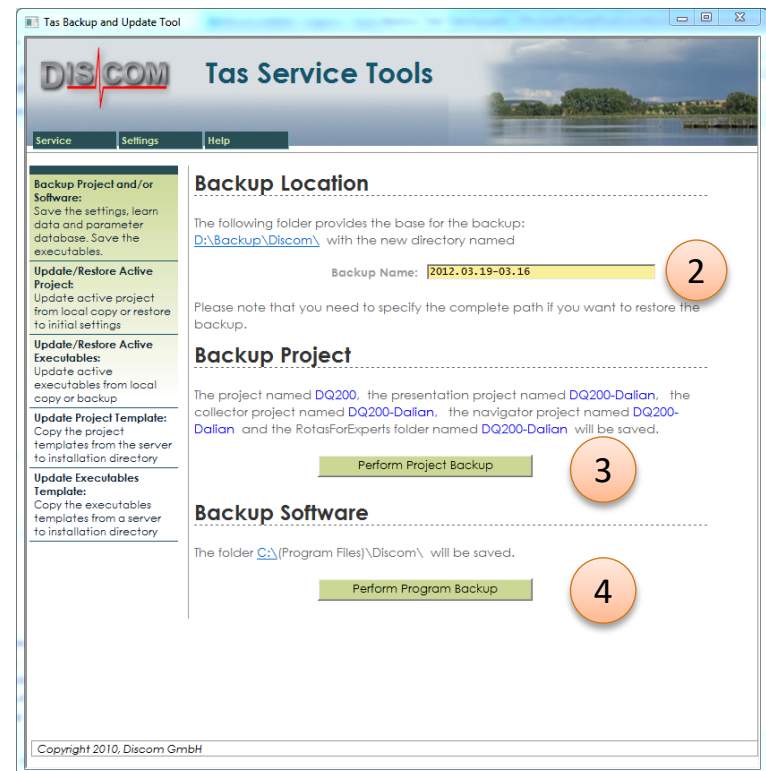 Tas Backup and Update Tool
DISCOM
Tas Service Tools
Service Settings Help
Backup Project and/or
Software:
Save the settings, learn
data and parameter
database. Save the
executables.
Update/Restore Active
Project:
Update active project
from local copy or restore
to initial settings
Update/Restore Active
Executables:
Update active
executables from local
copy or backup
Update Project Template:
Copy the project
templates from the server
to installation directory
Update Executables
Template:
Copy the executables
templates from a server
to installation directory
Backup Location
The following folder provides the base for the backup:
D:\Backup\Discom\ with the new directory named
Backup Name: 2012.03.19-03.16
2
Please note that you need to specify the complete path if you want to restore the
backup.
Backup Project
The project named DQ200, the presentation project named DQ200-Dalian, the
collector project named DQ200-Dalian, the navigator project named DQ200-
Dalian and the RotasForExperts folder named DQ200-Dalian will be saved.
Perform Project Backup
3
Backup Software
The folder C:\(Program Files)\Discom\ will be saved.
Perform Program Backup
4
Copyright 2010, Discom GmbH